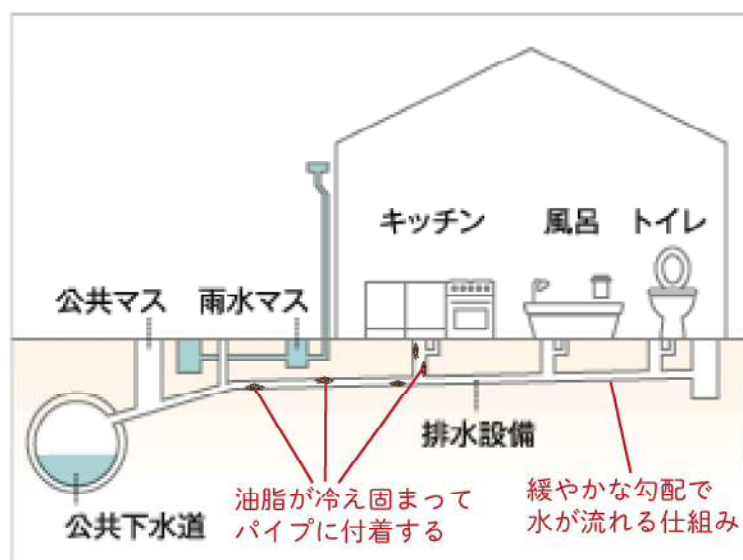 キッチン
風呂
トイレ
公共マス
雨水マス
排水設備
公共下水道
油脂が冷え固まって
パイプに付着する
緩やかな勾配で
水が流れる仕組み